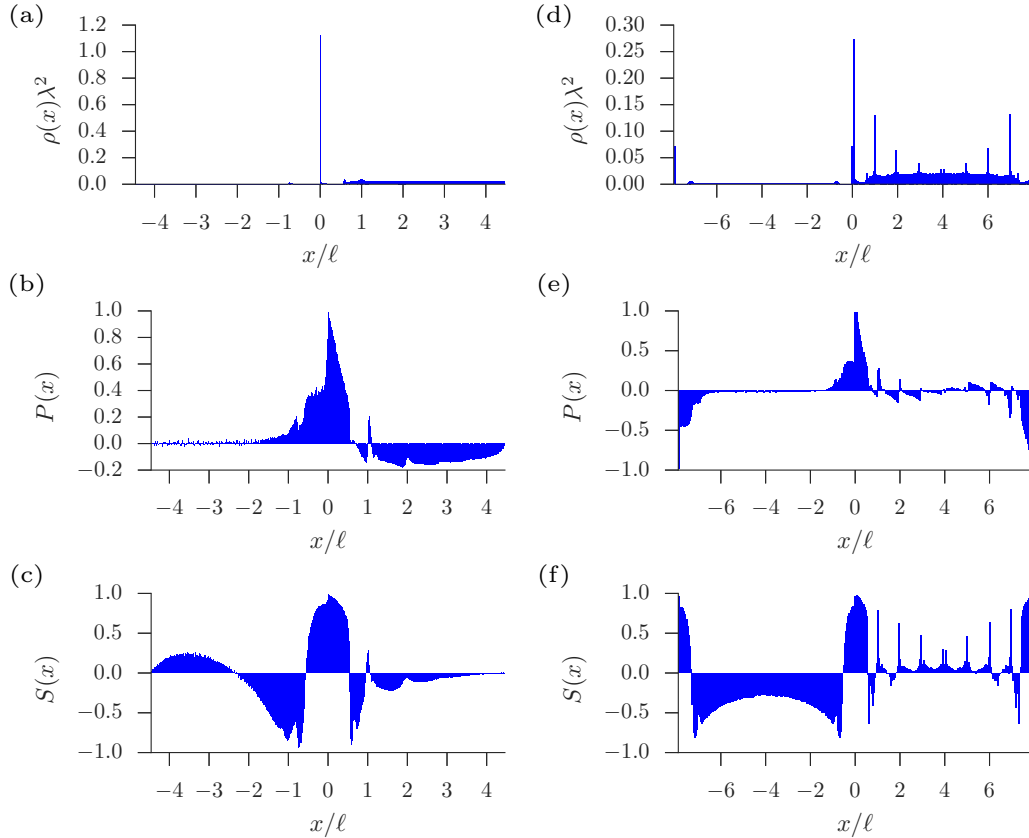 (a)
1.2
1.0
0.8
0.6
0.4
0.2
0.0
ρ(x)λ²
−4 −3 −2 −1 0 1 2 3 4
x/ℓ
(b)
1.0
0.8
0.6
0.4
0.2
0.0
−0.2
P(x)
−4 −3 −2 −1 0 1 2 3 4
x/ℓ
(c)
1.0
0.5
0.0
−0.5
−1.0
S(x)
−4 −3 −2 −1 0 1 2 3 4
x/ℓ
(d)
0.30
0.25
0.20
0.15
0.10
0.05
0.00
ρ(x)λ²
−6 −4 −2 0 2 4 6
x/ℓ
(e)
1.0
0.5
0.0
−0.5
−1.0
P(x)
−6 −4 −2 0 2 4 6
x/ℓ
(f)
1.0
0.5
0.0
−0.5
−1.0
S(x)
−6 −4 −2 0 2 4 6
x/ℓ